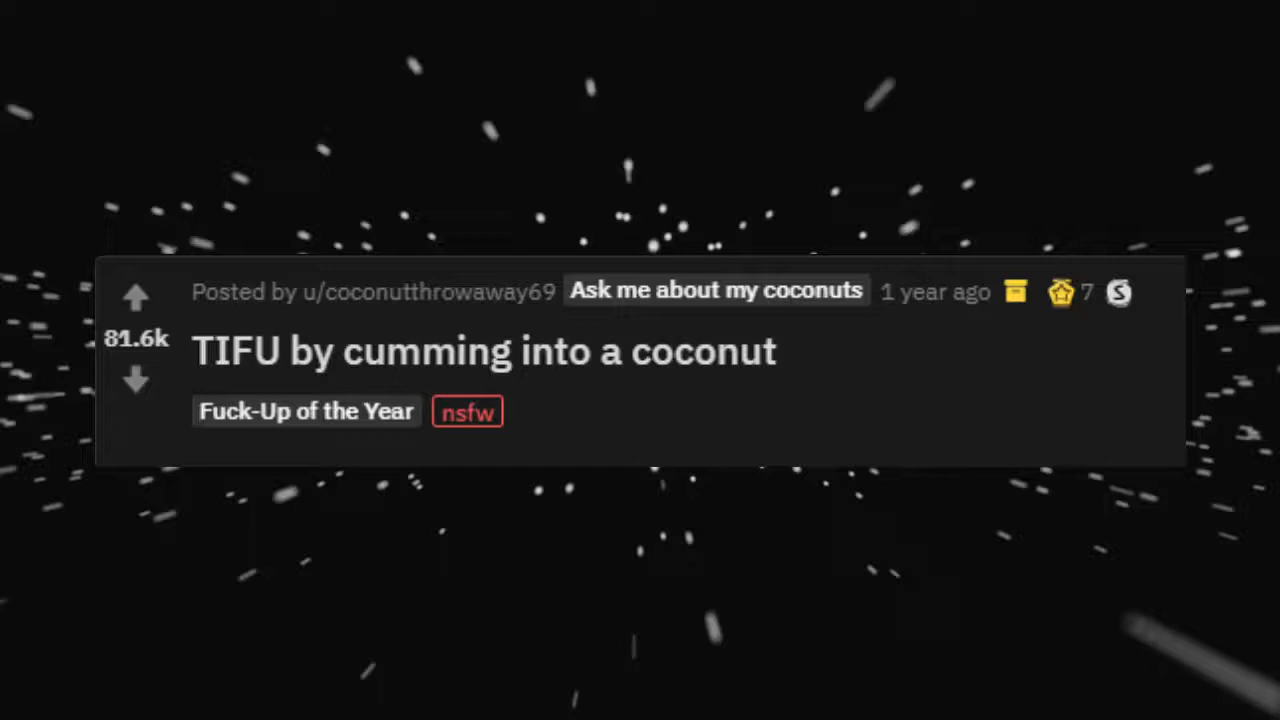 Posted by u/coconutthrowaway69 Ask me about my coconuts 1 year ago 7 S
81.6k
TIFU by cumming into a coconut
Fuck-Up of the Year nsfw